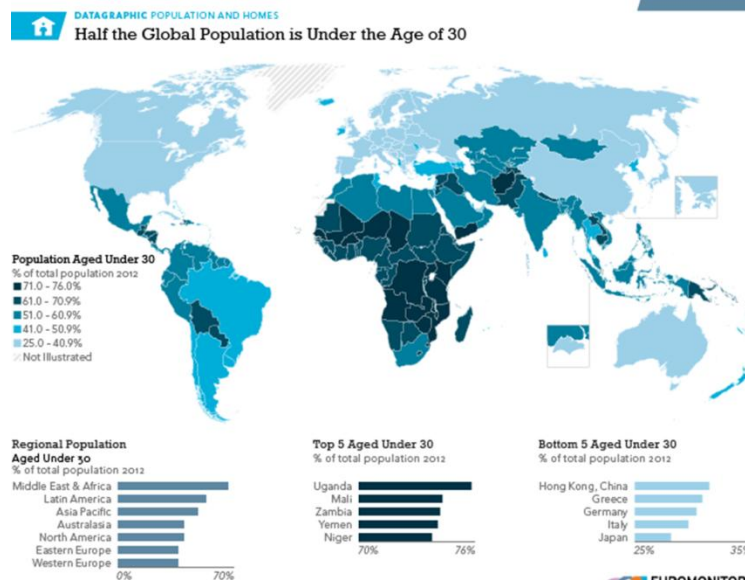 DATAGRAPHIC POPULATION AND HOMES
Half the Global Population is Under the Age of 30
Population Aged Under 30
% of total population 2012
71.0 - 76.0%
61.0 - 70.9%
51.0 - 60.9%
41.0 - 50.9%
25.0 - 40.9%
Not Illustrated
Regional Population
Aged Under 30
% of total population 2012
Middle East & Africa
Latin America
Asia Pacific
Australasia
North America
Eastern Europe
Western Europe
0% 70%
Top 5 Aged Under 30
% of total population 2012
Uganda
Mali
Zambia
Yemen
Niger
70% 76%
Bottom 5 Aged Under 30
% of total population 2012
Hong Kong, China
Greece
Germany
Italy
Japan
25% 35%
EUROMONITOR